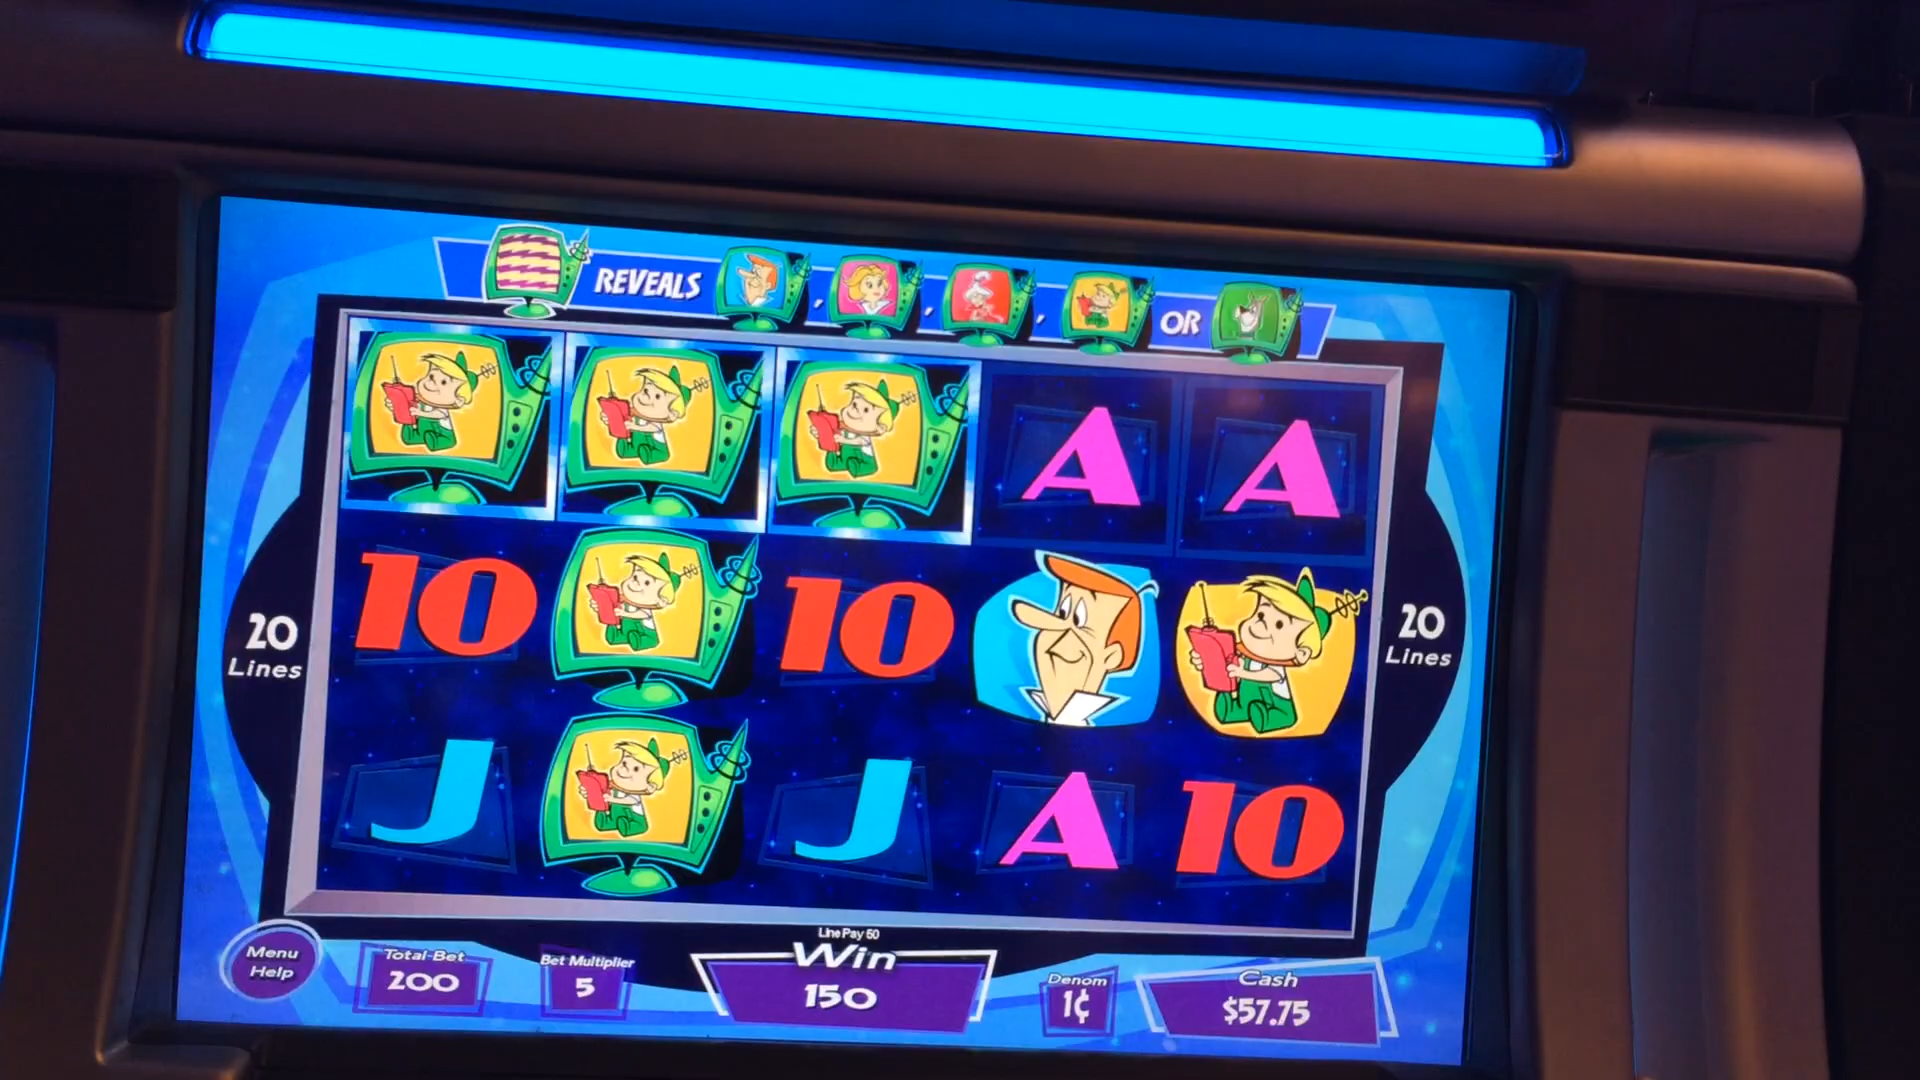 REVEALS , , , OR
A A
10 10
J J A 10
20
Lines
20
Lines
Line Pay 50
Menu
Help
Total Bet
200
Bet Multiplier
5
Win
150
Denom
1¢
Cash
$57.75